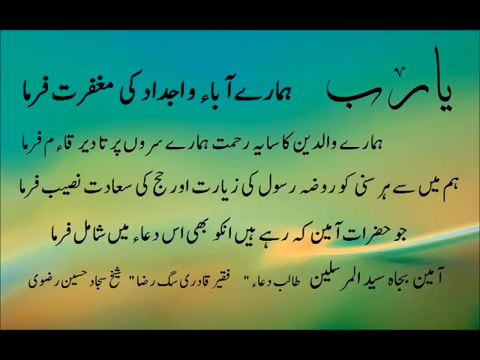 یا رب ہمارے آباء و اجداد کی مغفرت فرما
ہمارے والدین کا سایہ رحمت ہمارے سروں پر تا دیر قاءم فرما
ہم میں سے ہر سنی کو روضہ رسول کی زیارت اور حج کی سعادت نصیب فرما
جو حضرات آمین کہ رہے ہیں انکو بھی اس دعاء میں شامل فرما
آمین بجاہ سید المرسلین طالب دعاء " فقیر قادری سگ رضا " شیخ سجاد حسین رضوی